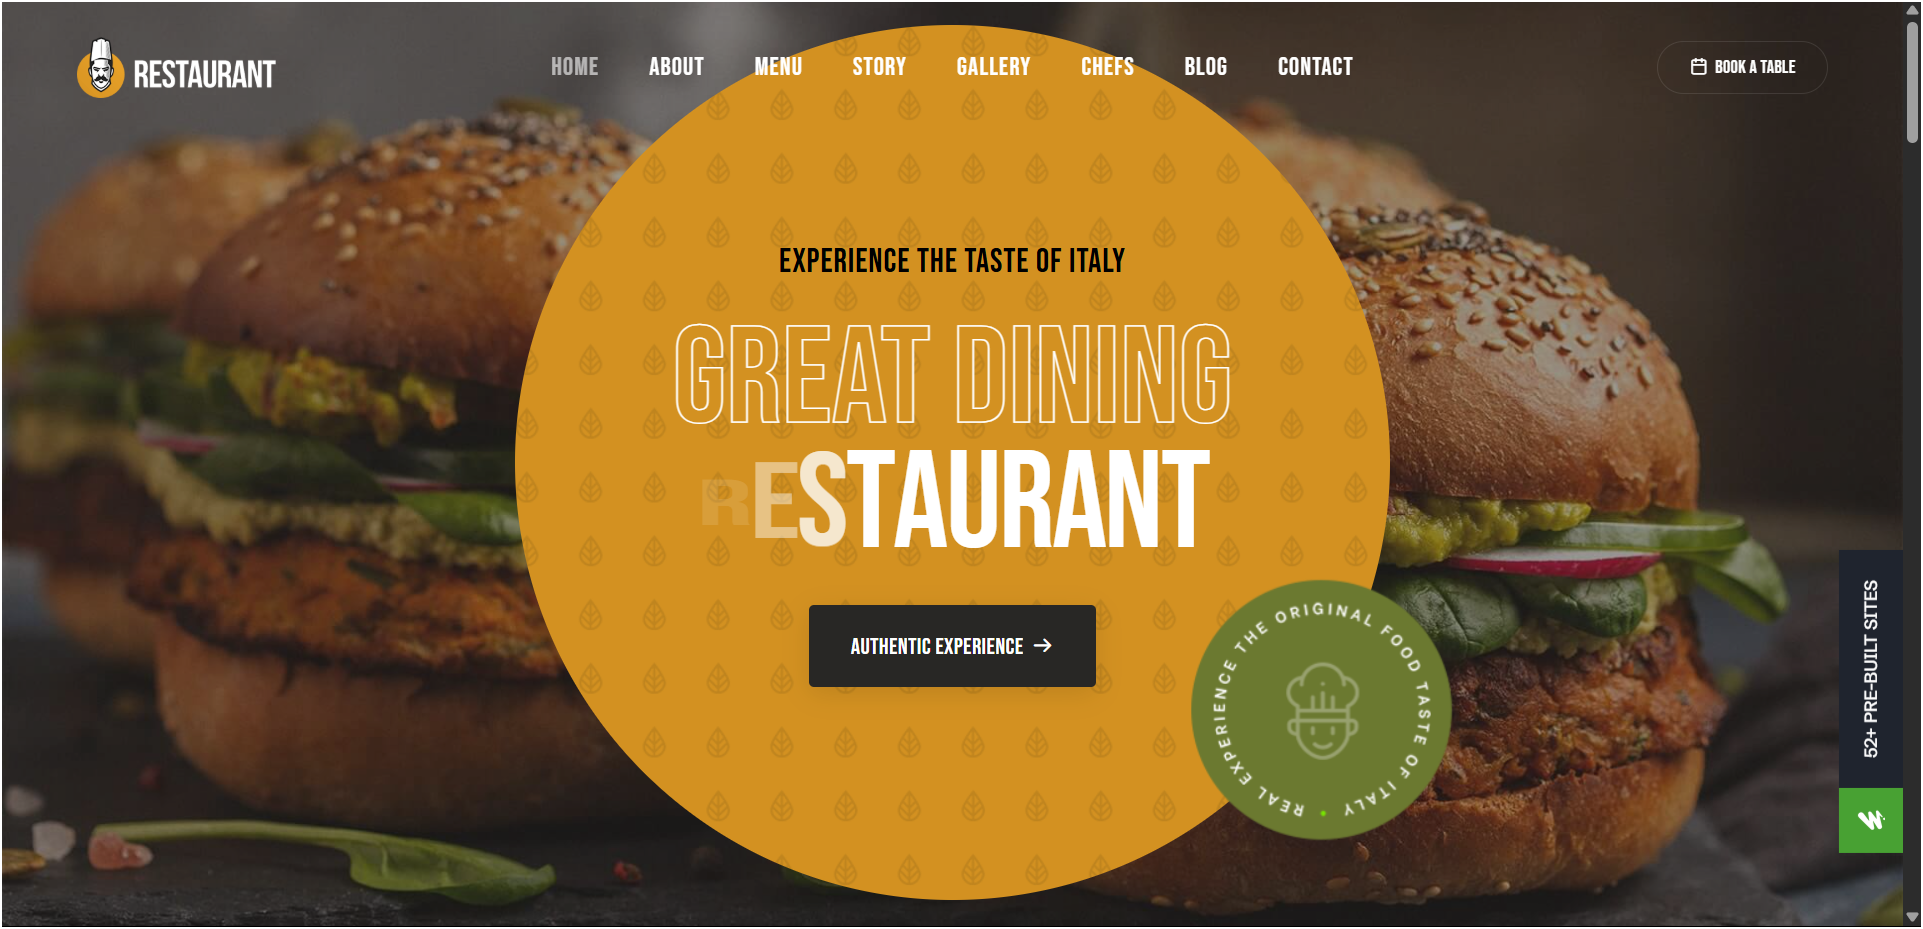 RESTAURANT
HOME ABOUT MENU STORY GALLERY CHEFS BLOG CONTACT
BOOK A TABLE
EXPERIENCE THE TASTE OF ITALY
GREAT DINING
RESTAURANT
AUTHENTIC EXPERIENCE
REAL EXPERIENCE THE ORIGINAL FOOD TASTE OF ITALY
52+ PRE-BUILT SITES